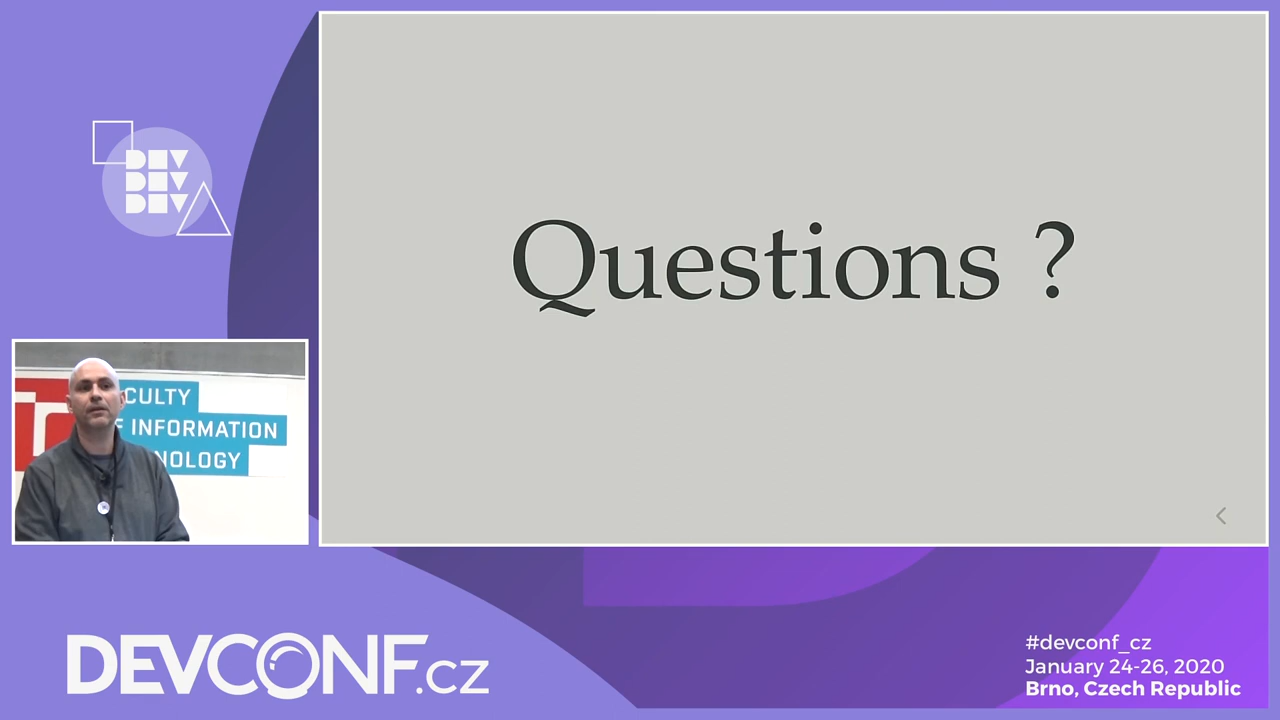 DEV
DEV
DEV
Questions ?
CULTY
F INFORMATION
NOLOGY
DEVCONF.cz
#devconf_cz
January 24-26, 2020
Brno, Czech Republic